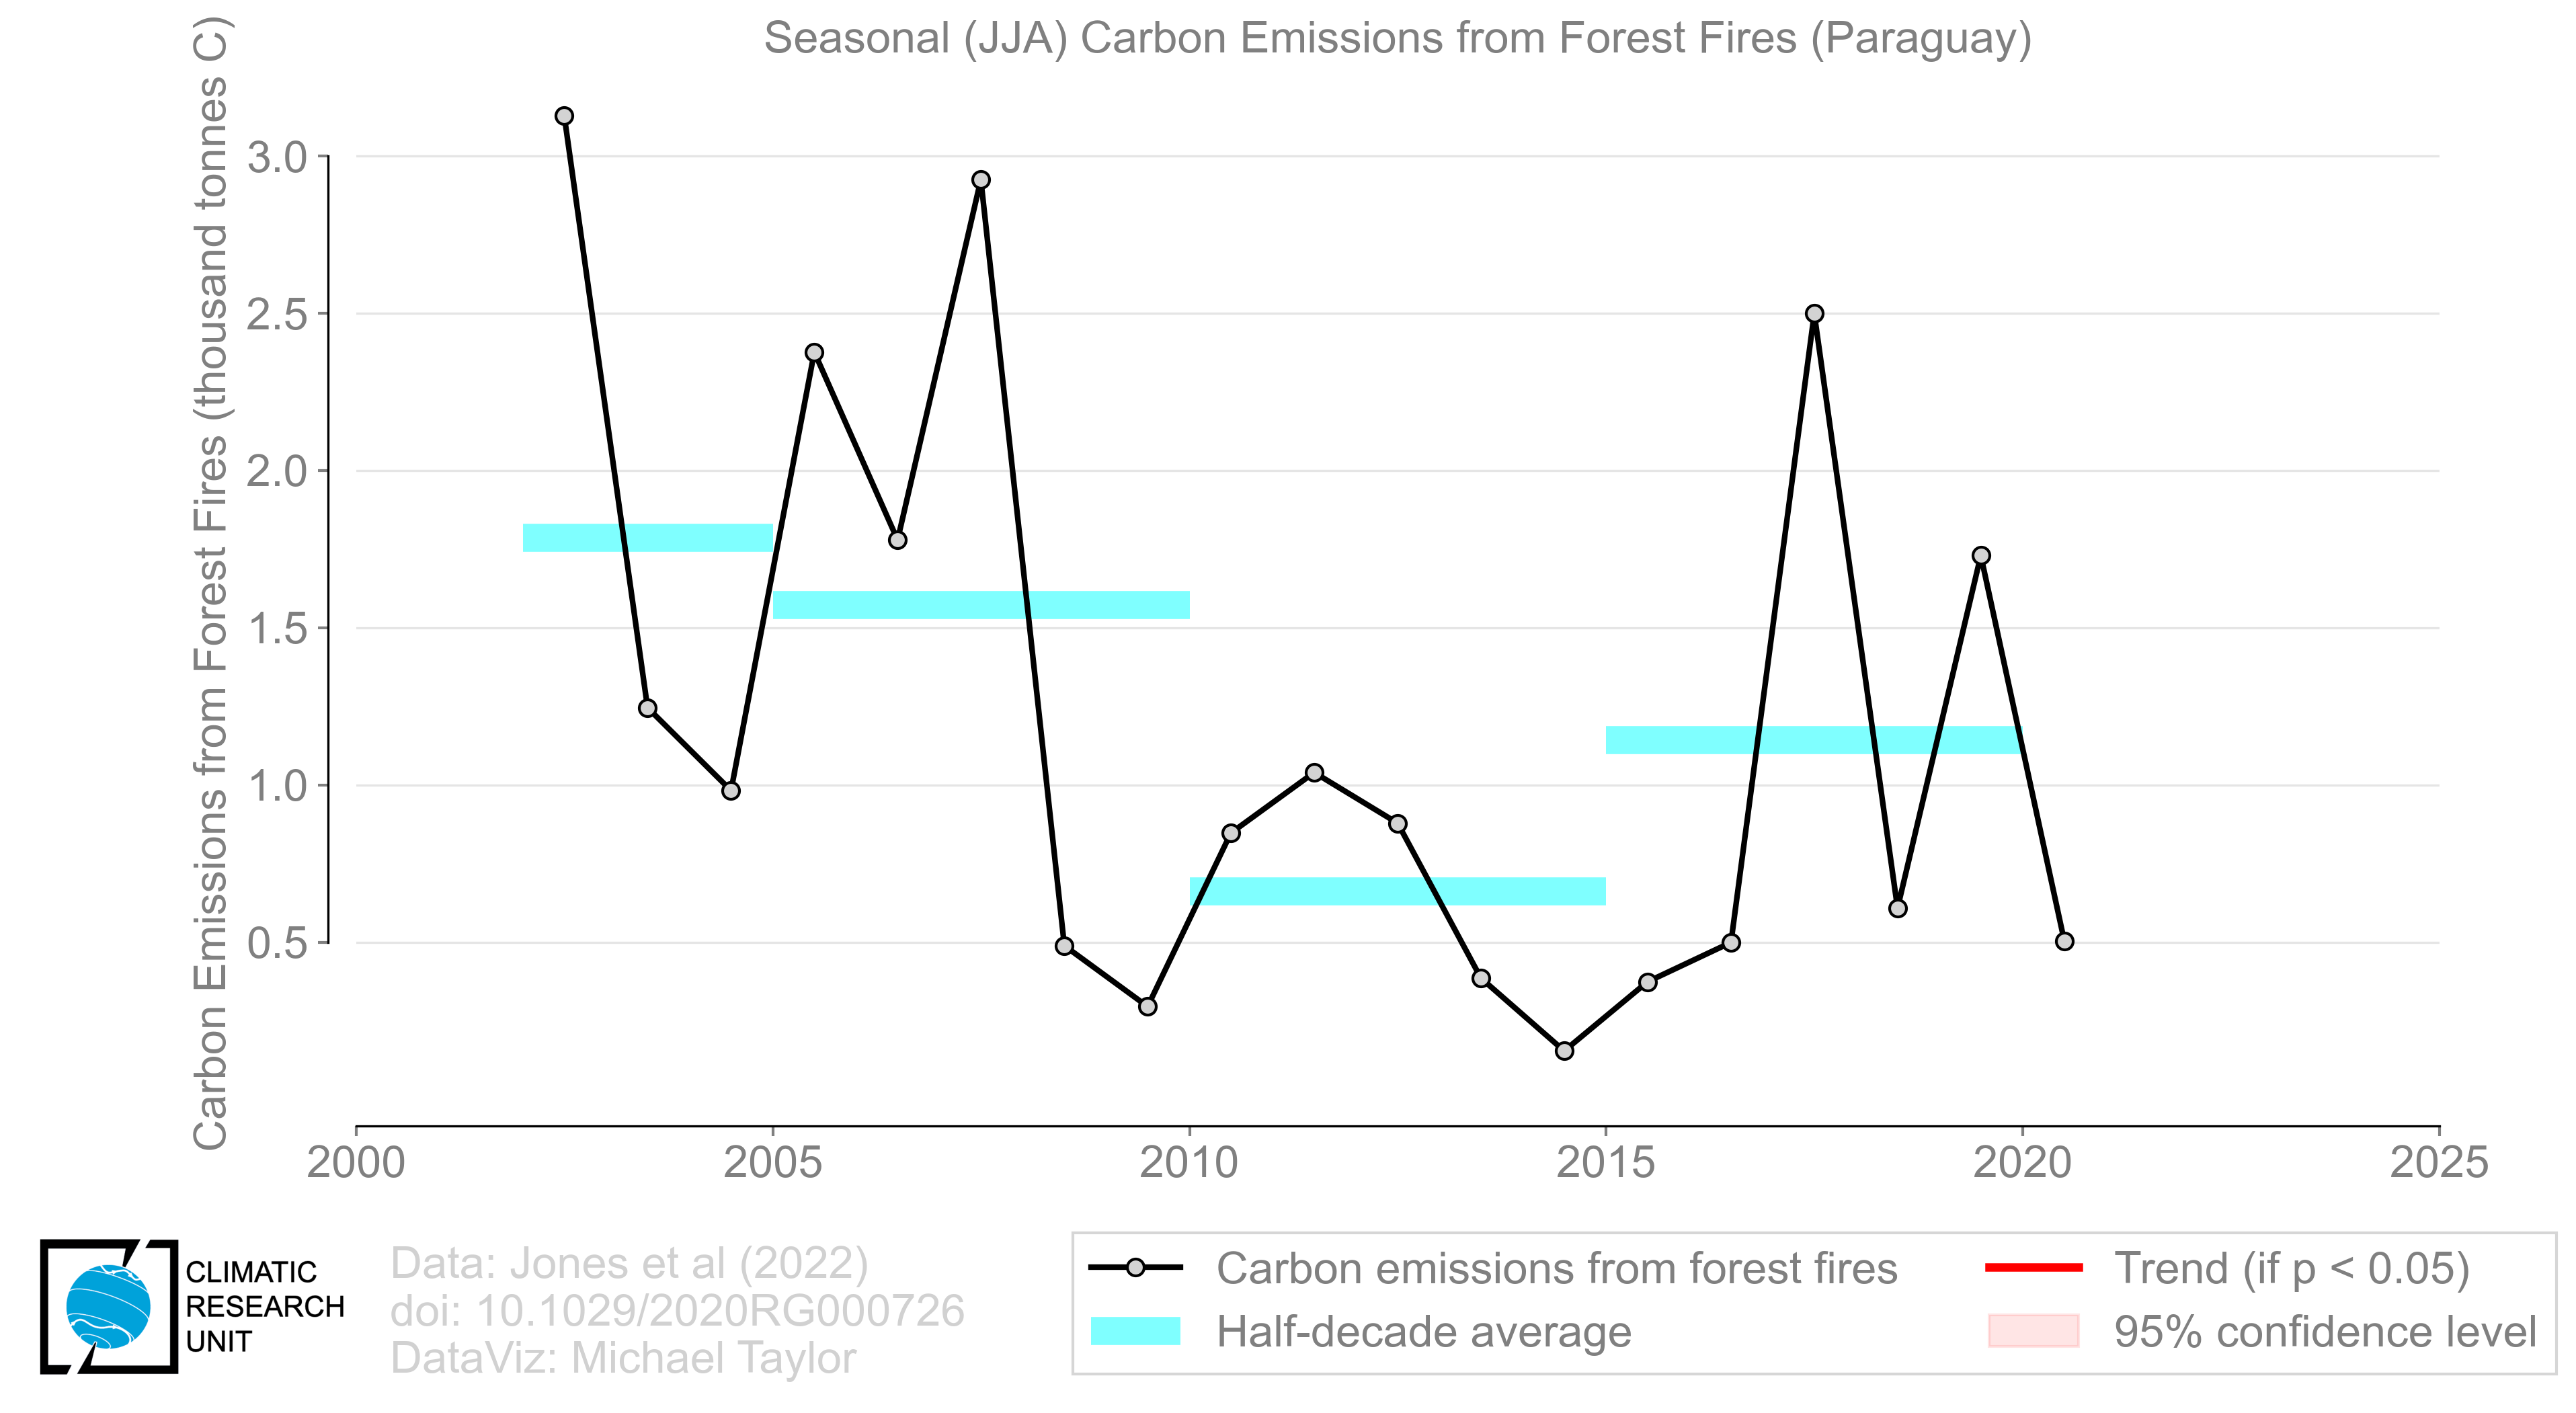 Seasonal (JJA) Carbon Emissions from Forest Fires (Paraguay)
Carbon Emissions from Forest Fires (thousand tonnes C)
3.0
2.5
2.0
1.5
1.0
0.5
2000 2005 2010 2015 2020 2025
CLIMATIC
RESEARCH
UNIT
Data: Jones et al (2022)
doi: 10.1029/2020RG000726
DataViz: Michael Taylor
Carbon emissions from forest fires
Half-decade average
Trend (if p < 0.05)
95% confidence level